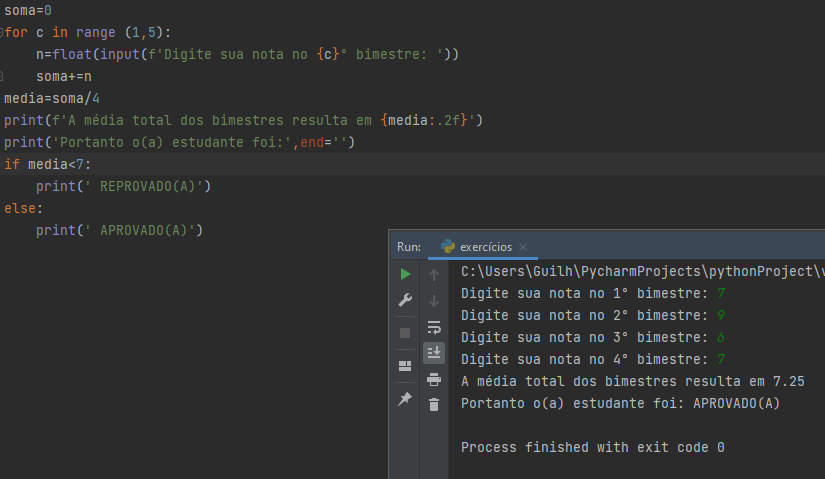 soma=0
for c in range (1,5):
    n=float(input(f'Digite sua nota no {c}° bimestre: '))
    soma+=n
media=soma/4
print(f'A média total dos bimestres resulta em {media:.2f}')
print('Portanto o(a) estudante foi:',end='')
if media<7:
    print(' REPROVADO(A)')
else:
    print(' APROVADO(A)')
Run: exercícios
C:\Users\Guilh\PycharmProjects\pythonProject\
Digite sua nota no 1° bimestre: 7
Digite sua nota no 2° bimestre: 9
Digite sua nota no 3° bimestre: 6
Digite sua nota no 4° bimestre: 7
A média total dos bimestres resulta em 7.25
Portanto o(a) estudante foi: APROVADO(A)
Process finished with exit code 0